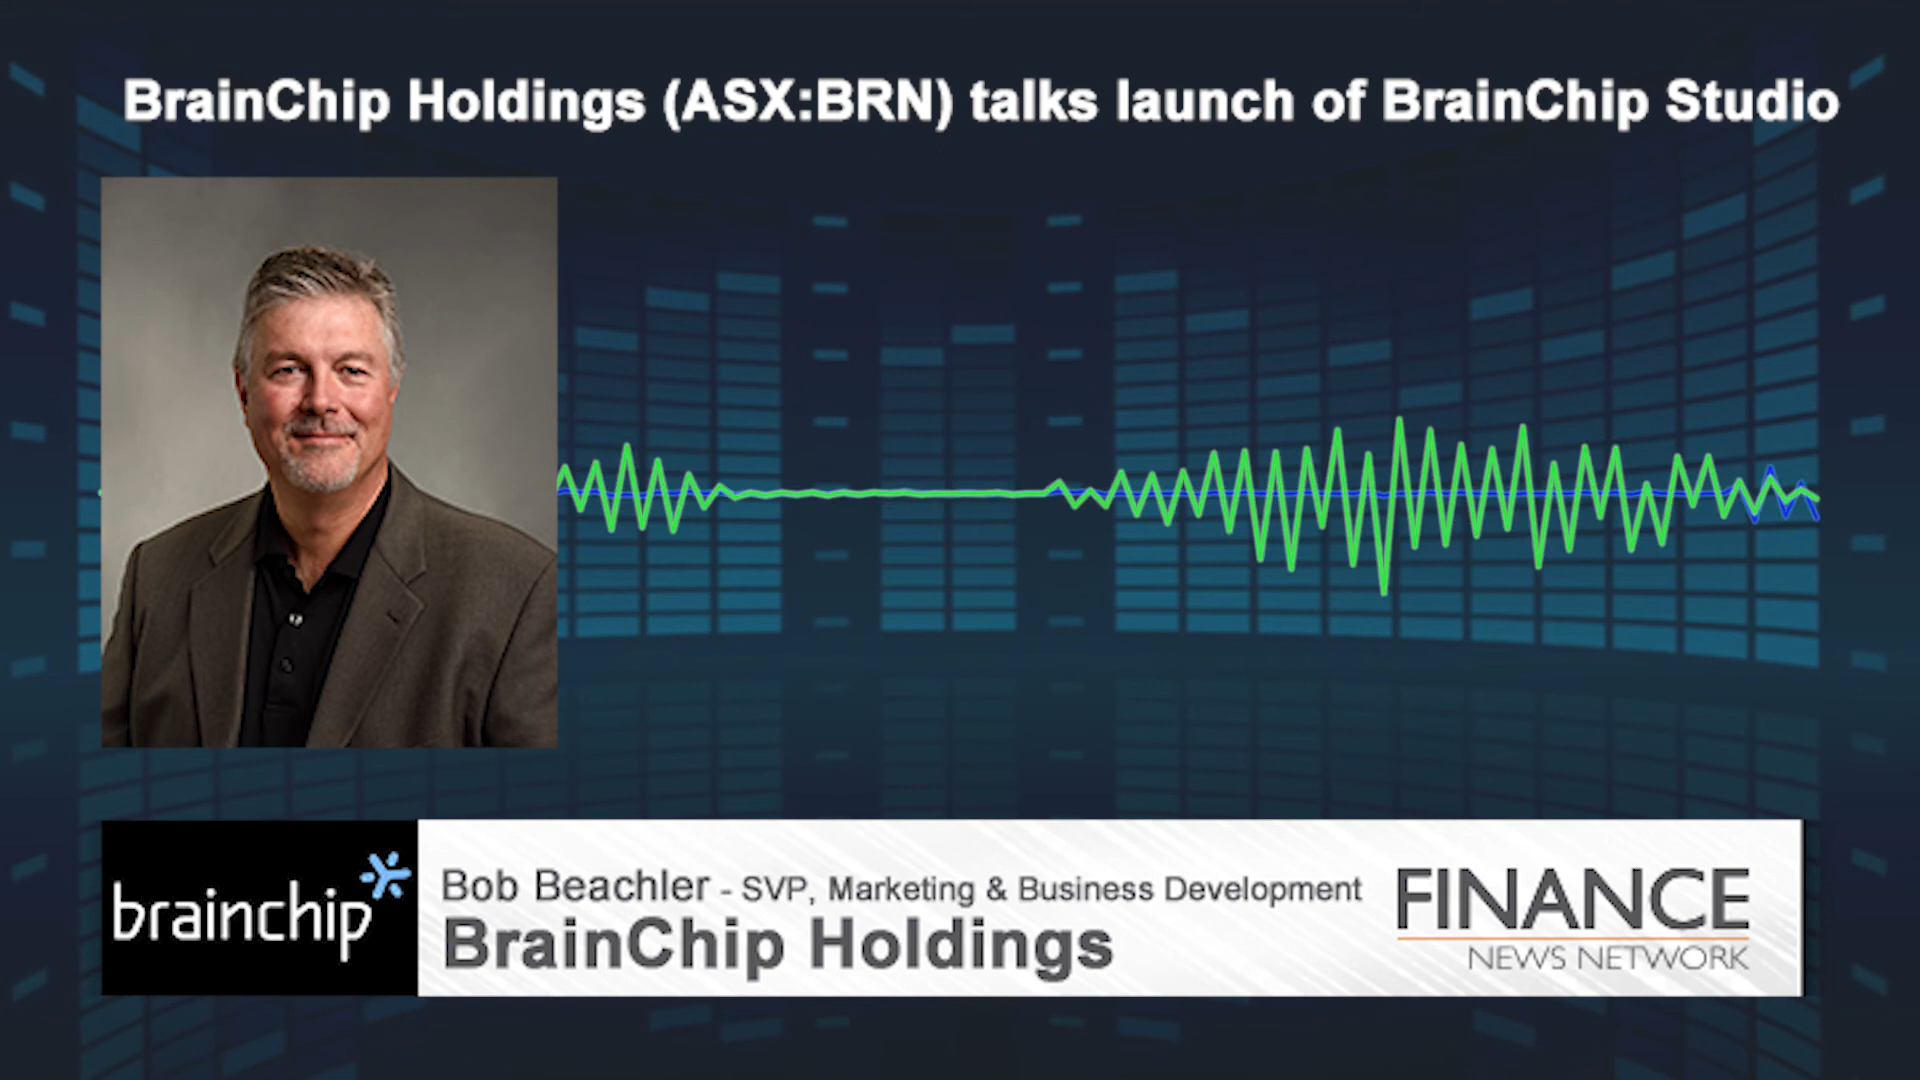 BrainChip Holdings (ASX:BRN) talks launch of BrainChip Studio
brainchip
Bob Beachler - SVP, Marketing & Business Development
BrainChip Holdings
FINANCE
NEWS NETWORK